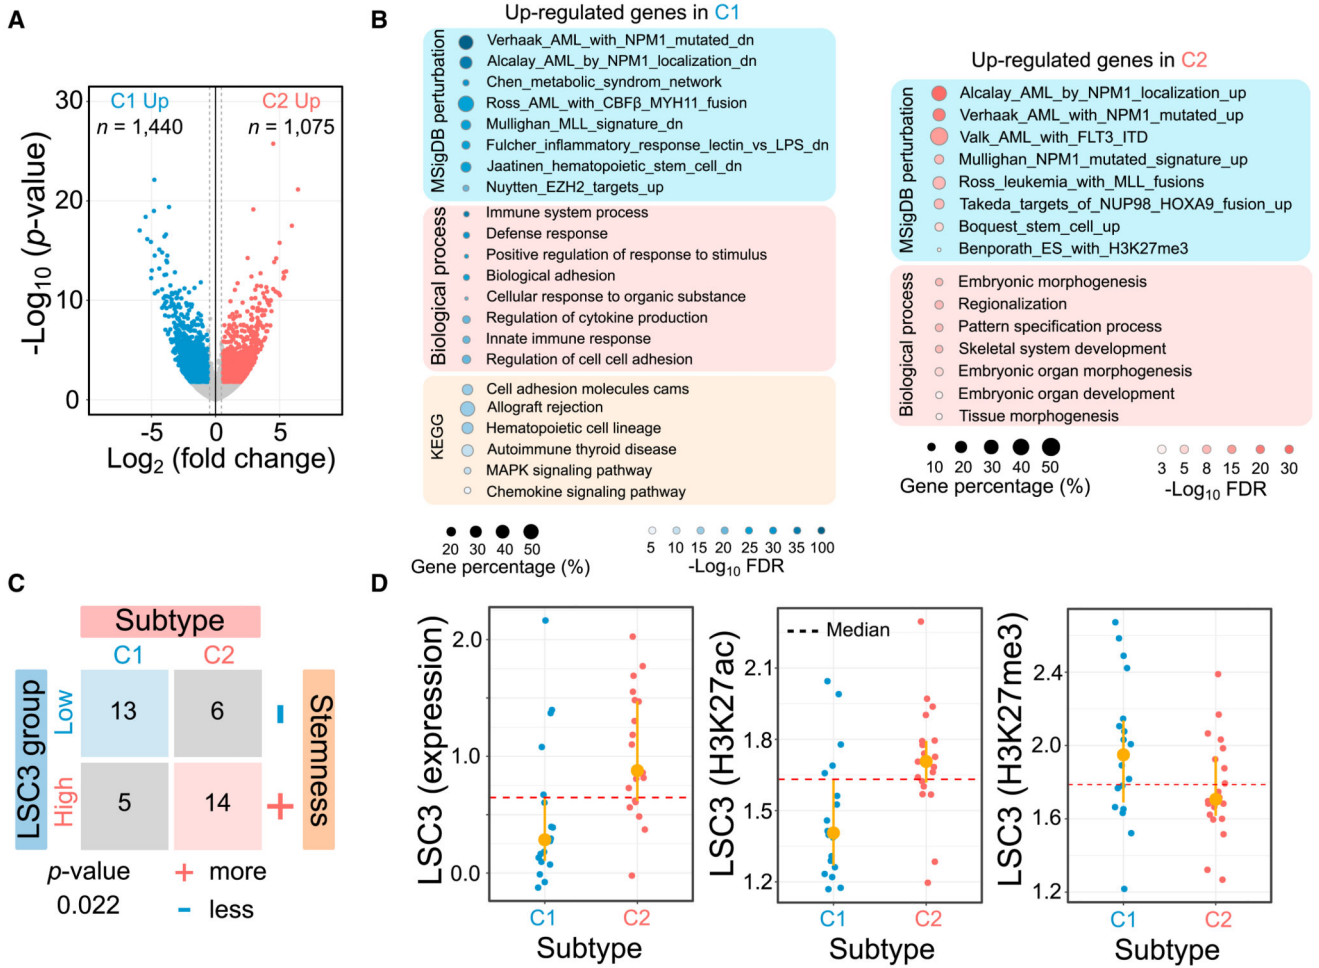 A
C1 Up
n = 1,440
C2 Up
n = 1,075
30
20
10
0
-Log10 (p-value)
-5
0
5
Log2 (fold change)
B
Up-regulated genes in C1
MSigDB perturbation
Verhaak_AML_with_NPM1_mutated_dn
Alcalay_AML_by_NPM1_localization_dn
Chen_metabolic_syndrom_network
Ross_AML_with_CBFβ_MYH11_fusion
Mullighan_MLL_signature_dn
Fulcher_inflammatory_response_lectin_vs_LPS_dn
Jaatinen_hematopoietic_stem_cell_dn
Nuytten_EZH2_targets_up
Biological process
Immune system process
Defense response
Positive regulation of response to stimulus
Biological adhesion
Cellular response to organic substance
Regulation of cytokine production
Innate immune response
Regulation of cell cell adhesion
KEGG
Cell adhesion molecules cams
Allograft rejection
Hematopoietic cell lineage
Autoimmune thyroid disease
MAPK signaling pathway
Chemokine signaling pathway
20 30 40 50
Gene percentage (%)
5 10 15 20 25 30 35 100
-Log10 FDR
Up-regulated genes in C2
MSigDB perturbation
Alcalay_AML_by_NPM1_localization_up
Verhaak_AML_with_NPM1_mutated_up
Valk_AML_with_FLT3_ITD
Mullighan_NPM1_mutated_signature_up
Ross_leukemia_with_MLL_fusions
Takeda_targets_of_NUP98_HOXA9_fusion_up
Boquest_stem_cell_up
Benporath_ES_with_H3K27me3
Biological process
Embryonic morphogenesis
Regionalization
Pattern specification process
Skeletal system development
Embryonic organ morphogenesis
Embryonic organ development
Tissue morphogenesis
10 20 30 40 50
Gene percentage (%)
3 5 8 15 20 30
-Log10 FDR
C
Subtype
C1 C2
LSC3 group
Low
13 6
-
High
5 14
+
Stemness
p-value
0.022
+ more
- less
D
LSC3 (expression)
2.0
1.0
0.0
C1 C2
Subtype
LSC3 (H3K27ac)
Median
2.1
1.8
1.5
1.2
C1 C2
Subtype
LSC3 (H3K27me3)
2.4
2.0
1.6
1.2
C1 C2
Subtype